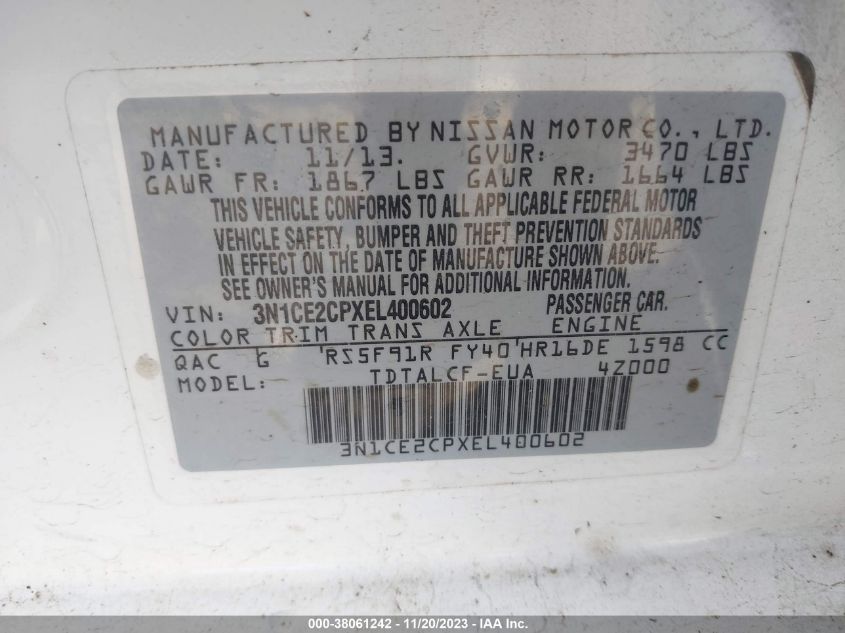 MANUFACTURED BY NISSAN MOTOR CO., LTD.
DATE: 11/13. GVWR: 3470 LBS
GAWR FR: 1867 LBS GAWR RR: 1664 LBS
THIS VEHICLE CONFORMS TO ALL APPLICABLE FEDERAL MOTOR
VEHICLE SAFETY, BUMPER AND THEFT PREVENTION STANDARDS
IN EFFECT ON THE DATE OF MANUFACTURE SHOWN ABOVE.
SEE OWNER'S MANUAL FOR ADDITIONAL INFORMATION.
VIN: 3N1CE2CPXEL400602 PASSENGER CAR.
COLOR TRIM TRANS AXLE ENGINE
QAC G RS5F91R FY40 HR16DE 1598 CC
MODEL: TDTALCF-EUA 4Z000
3N1CE2CPXEL400602
000-38061242 - 11/20/2023 - IAA Inc.